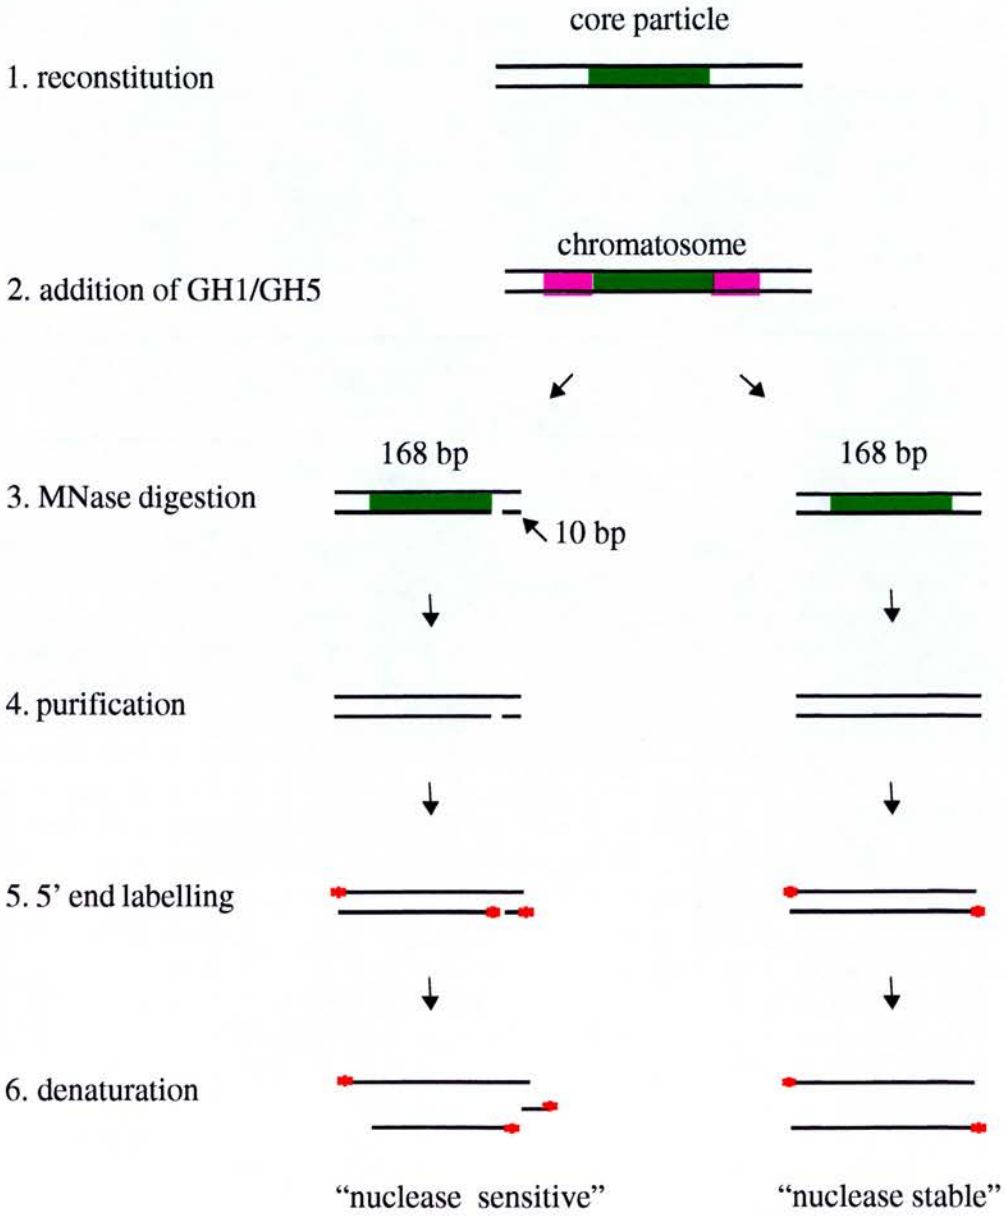 core particle
1. reconstitution
chromatosome
2. addition of GH1/GH5
168 bp
168 bp
3. MNase digestion
10 bp
4. purification
5. 5' end labelling
6. denaturation
“nuclease sensitive”
“nuclease stable”